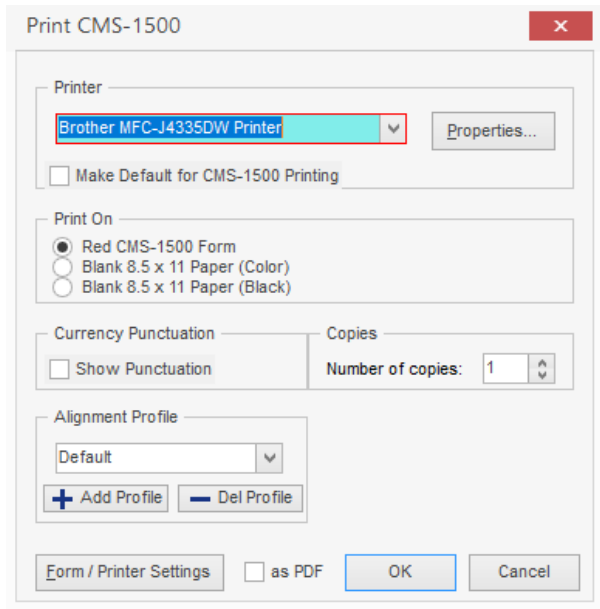 Print CMS-1500
Printer
Brother MFC-J4335DW Printer
Properties...
Make Default for CMS-1500 Printing
Print On
Red CMS-1500 Form
Blank 8.5 x 11 Paper (Color)
Blank 8.5 x 11 Paper (Black)
Currency Punctuation
Show Punctuation
Copies
Number of copies: 1
Alignment Profile
Default
Add Profile
Del Profile
Form / Printer Settings
as PDF
OK
Cancel